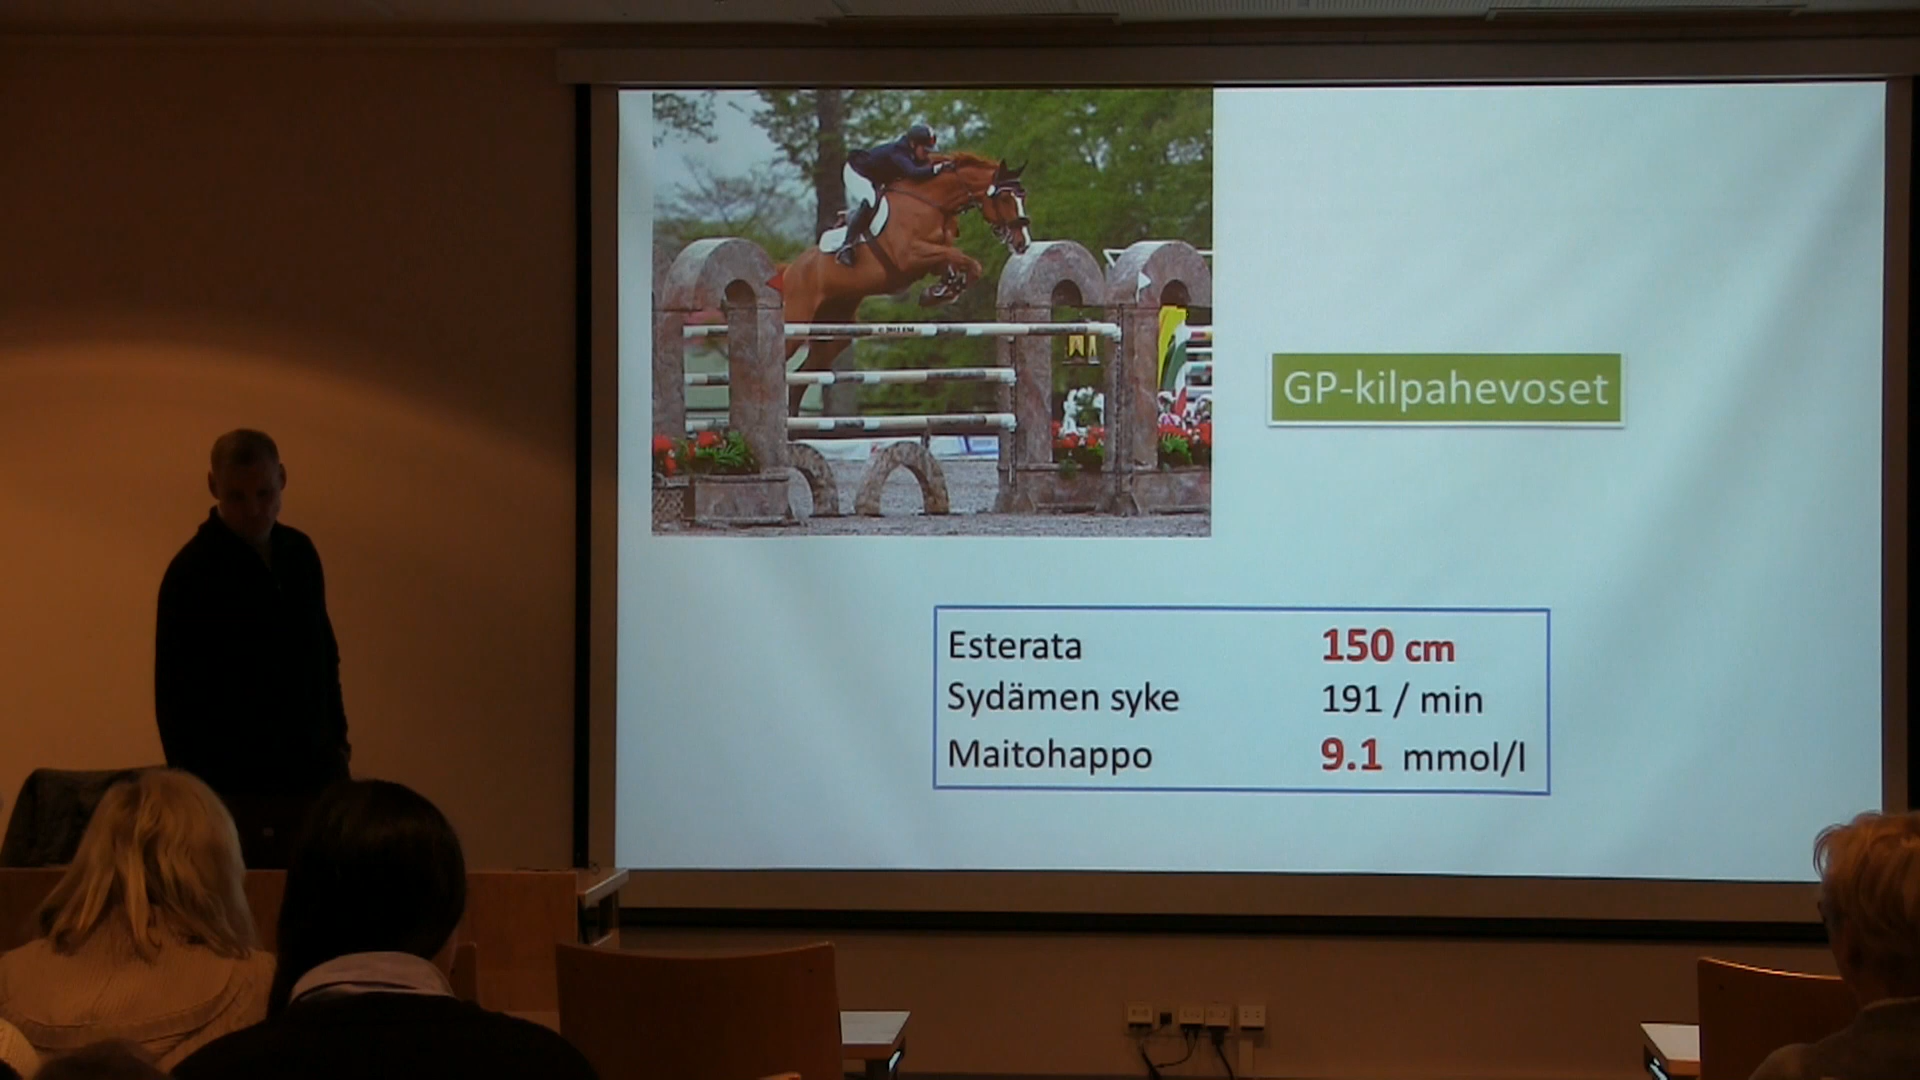 GP-kilpahevoset
Esterata 150 cm
Sydämen syke 191 / min
Maitohappo 9.1 mmol/l